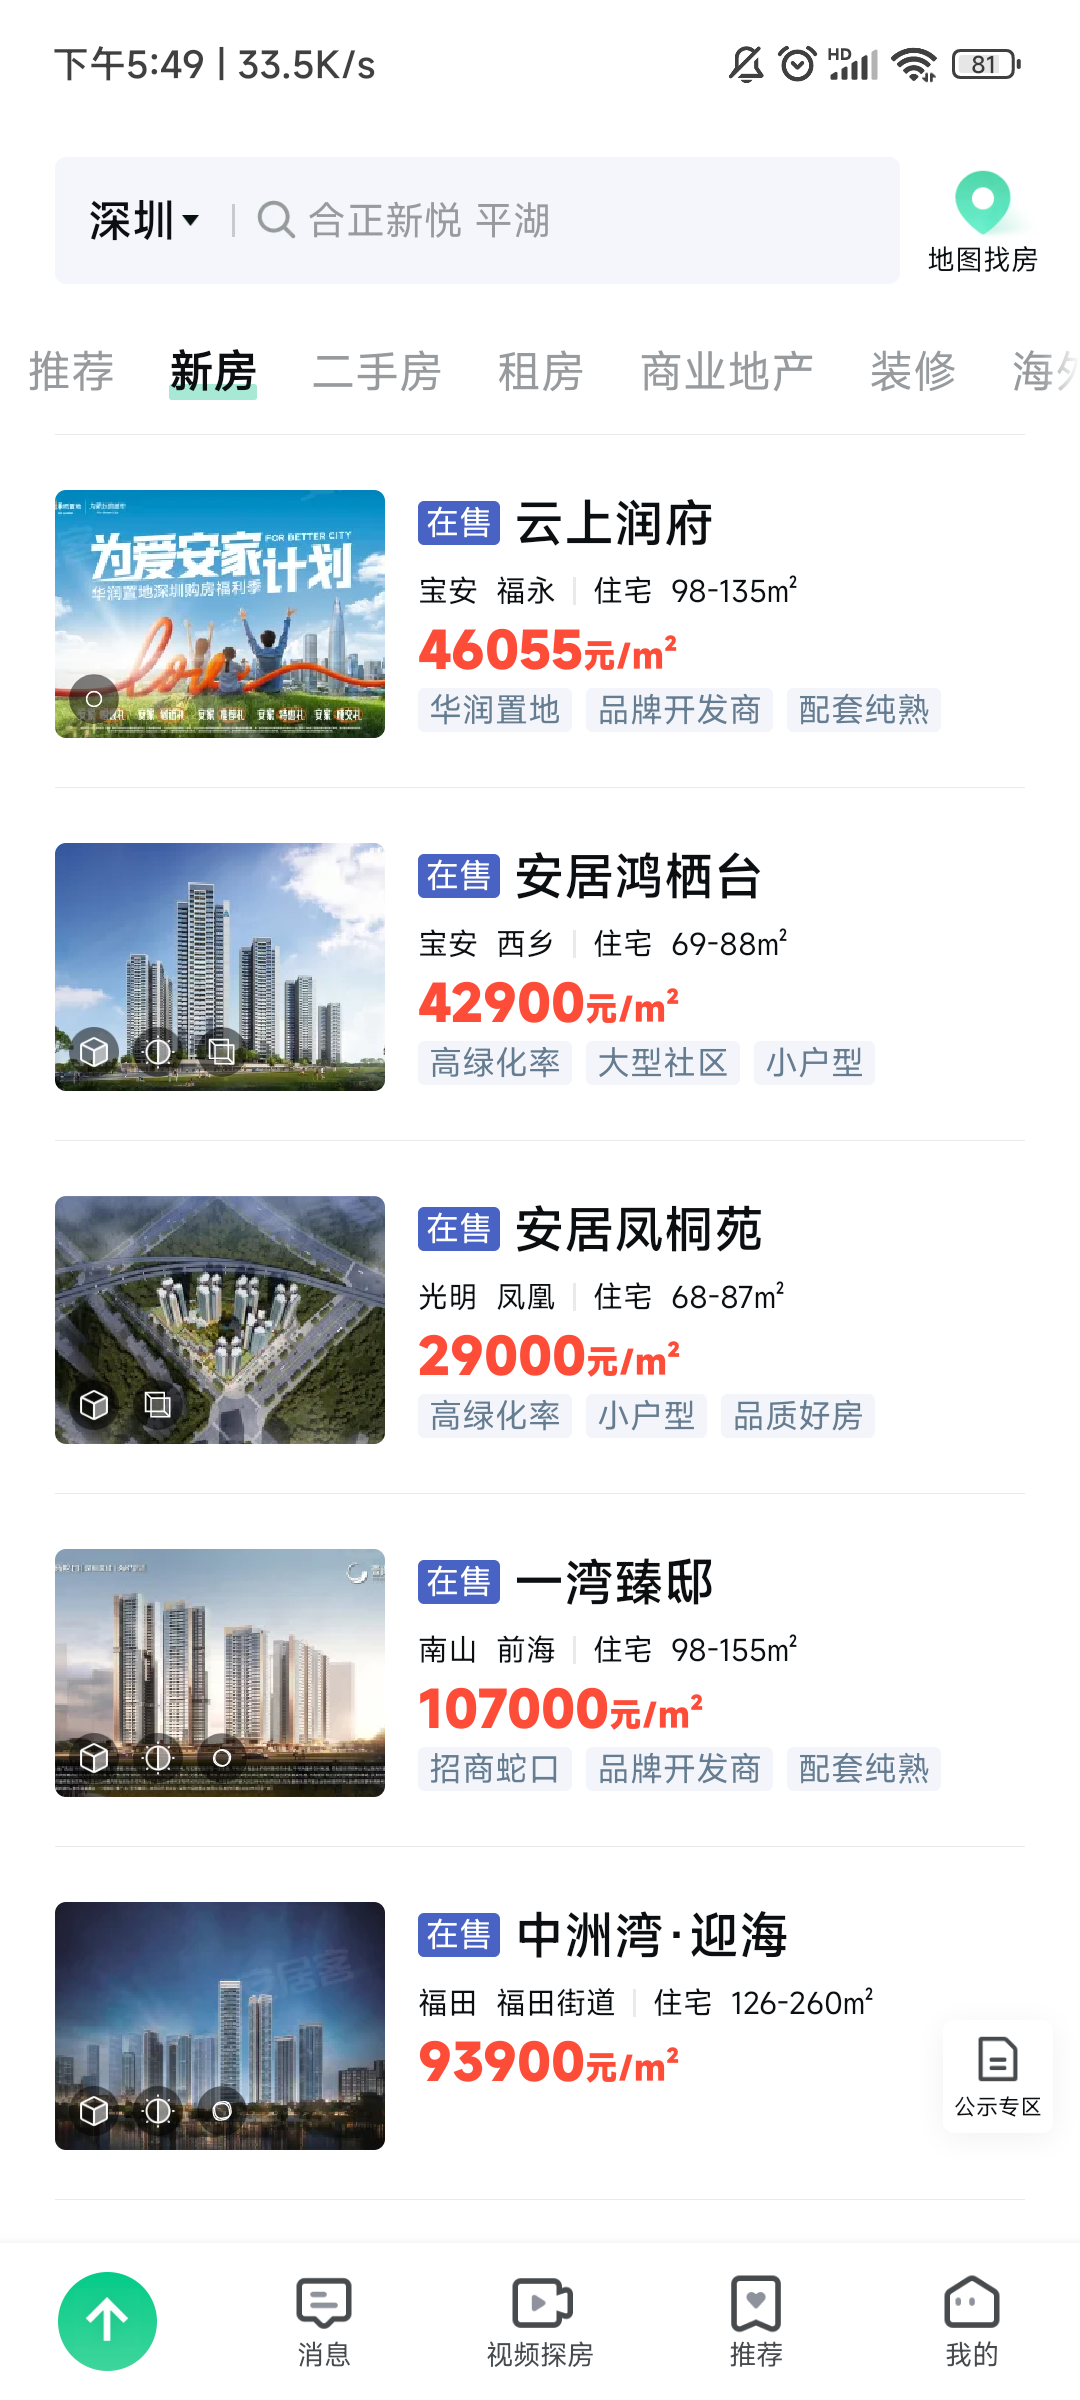 下午5:49 | 33.5K/s
HD
81
深圳
合正新悦 平湖
地图找房
推荐 新房 二手房 租房 商业地产 装修 海外
为爱安家计划
FOR BETTER CITY
华润置地深圳购房福利季
在售 云上润府
宝安 福永 | 住宅 98-135m²
46055元/m²
华润置地 品牌开发商 配套纯熟
在售 安居鸿栖台
宝安 西乡 | 住宅 69-88m²
42900元/m²
高绿化率 大型社区 小户型
在售 安居凤桐苑
光明 凤凰 | 住宅 68-87m²
29000元/m²
高绿化率 小户型 品质好房
在售 一湾臻邸
南山 前海 | 住宅 98-155m²
107000元/m²
招商蛇口 品牌开发商 配套纯熟
在售 中洲湾·迎海
福田 福田街道 | 住宅 126-260m²
93900元/m²
公示专区
消息 视频探房 推荐 我的